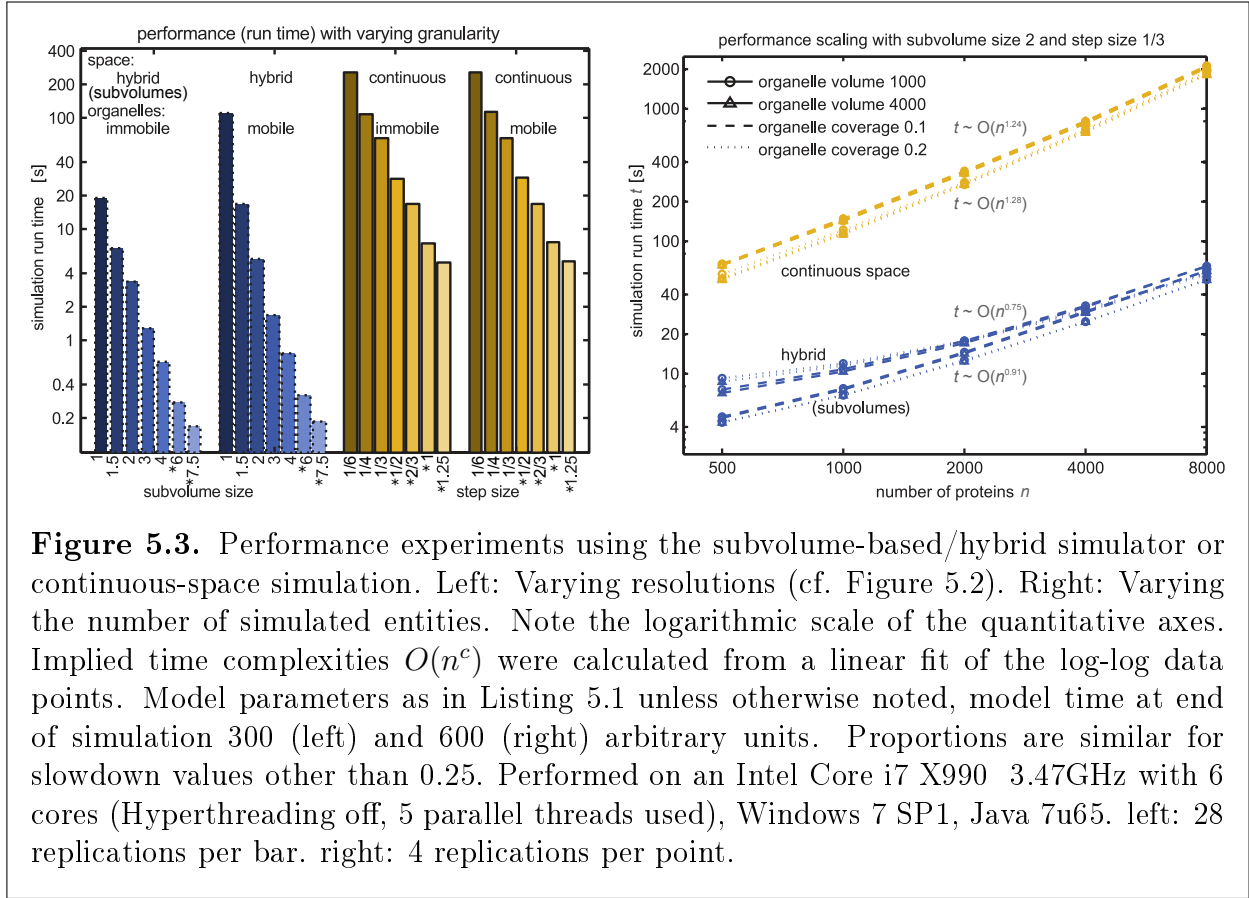 performance (run time) with varying granularity
400
200
100
40
20
10
4
2
1
0.4
0.2
simulation run time [s]
space:
hybrid
(subvolumes)
organelles:
immobile
hybrid
mobile
continuous
immobile
continuous
mobile
1
1.5
2
3
4
*6
*7.5
1
1.5
2
3
4
*6
*7.5
1/6
1/4
1/3
*1/2
*2/3
*1
*1.25
1/6
1/4
1/3
*1/2
*2/3
*1
*1.25
subvolume size
step size
performance scaling with subvolume size 2 and step size 1/3
2000
1000
400
200
100
40
20
10
4
simulation run time t [s]
organelle volume 1000
organelle volume 4000
organelle coverage 0.1
organelle coverage 0.2
t ~ O(n^1.24)
t ~ O(n^1.28)
continuous space
t ~ O(n^0.75)
hybrid
t ~ O(n^0.91)
(subvolumes)
500
1000
2000
4000
8000
number of proteins n
Figure 5.3. Performance experiments using the subvolume-based/hybrid simulator or
continuous-space simulation. Left: Varying resolutions (cf. Figure 5.2). Right: Varying
the number of simulated entities. Note the logarithmic scale of the quantitative axes.
Implied time complexities O(n^c) were calculated from a linear fit of the log-log data
points. Model parameters as in Listing 5.1 unless otherwise noted, model time at end
of simulation 300 (left) and 600 (right) arbitrary units. Proportions are similar for
slowdown values other than 0.25. Performed on an Intel Core i7 X990 3.47GHz with 6
cores (Hyperthreading off, 5 parallel threads used), Windows 7 SP1, Java 7u65. left: 28
replications per bar. right: 4 replications per point.